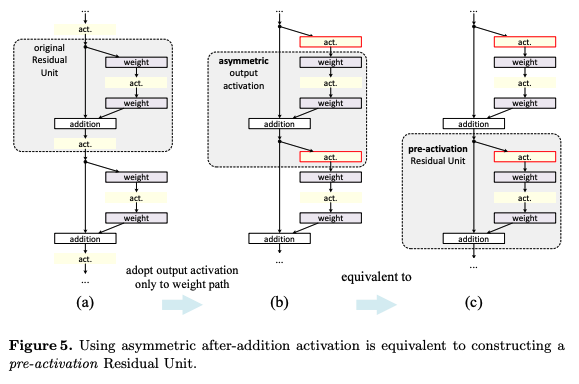 ...
act.
original
Residual
Unit
weight
act.
weight
addition
act.
weight
act.
weight
addition
act.
...
(a)
adopt output activation
only to weight path
...
act.
asymmetric
output
activation
weight
act.
weight
addition
act.
weight
act.
weight
addition
...
(b)
equivalent to
...
act.
weight
act.
weight
addition
pre-activation
Residual Unit
act.
weight
act.
weight
addition
...
(c)
Figure 5. Using asymmetric after-addition activation is equivalent to constructing a
pre-activation Residual Unit.